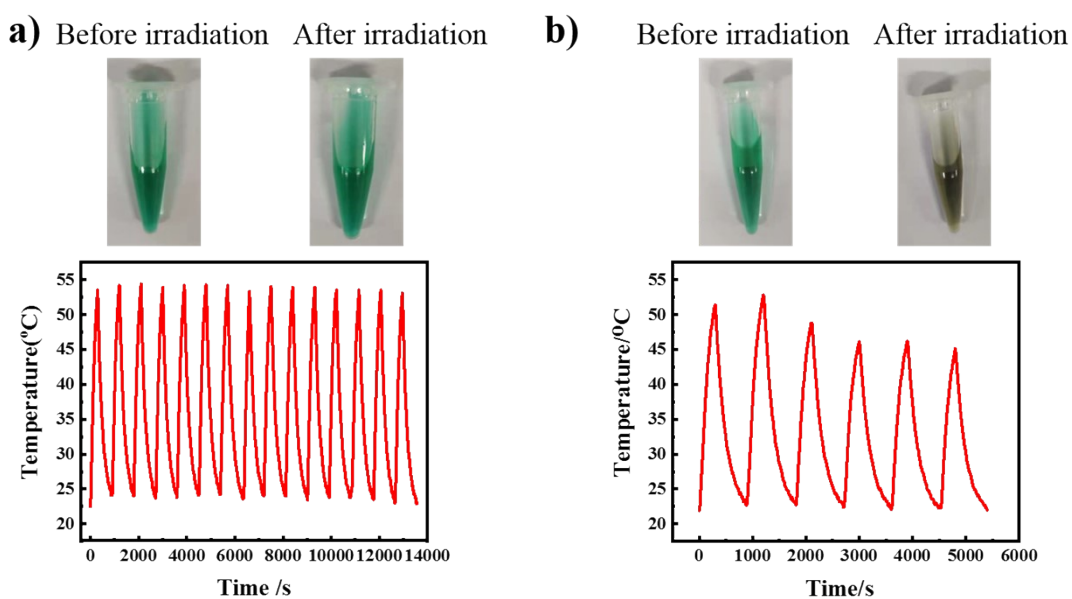 a) Before irradiation After irradiation
55
50
45
40
35
30
25
20
Temperature(⁰C)
0 2000 4000 6000 8000 10000 12000 14000
Time /s
b) Before irradiation After irradiation
55
50
45
40
35
30
25
20
Temperature/⁰C
0 1000 2000 3000 4000 5000 6000
Time/s